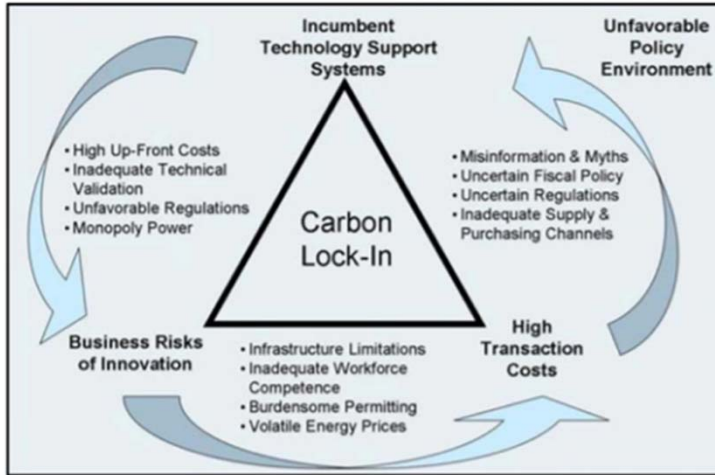 Incumbent
Technology Support
Systems
Unfavorable
Policy
Environment
• High Up-Front Costs
• Inadequate Technical
Validation
• Unfavorable Regulations
• Monopoly Power
• Misinformation & Myths
• Uncertain Fiscal Policy
• Uncertain Regulations
• Inadequate Supply &
Purchasing Channels
Carbon
Lock-In
Business Risks
of Innovation
• Infrastructure Limitations
• Inadequate Workforce
Competence
• Burdensome Permitting
• Volatile Energy Prices
High
Transaction
Costs